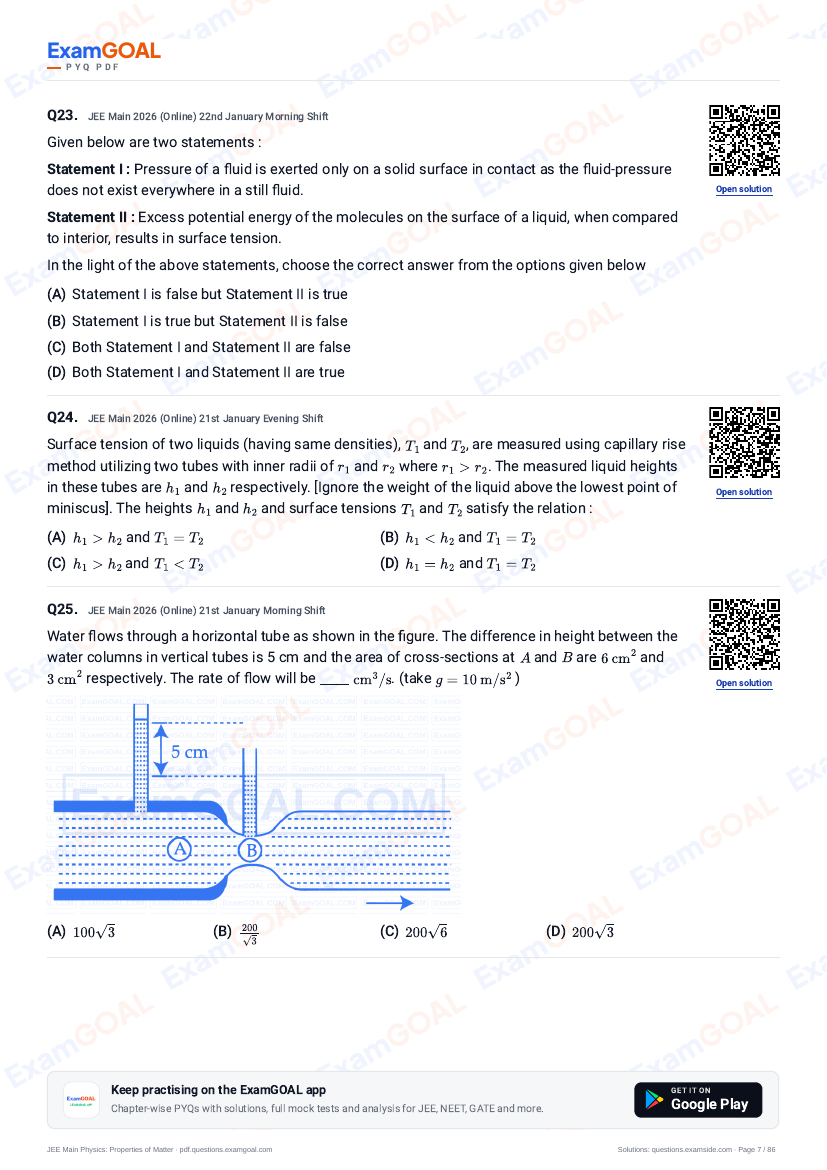 ExamGOAL
PYQ PDF
Q23. JEE Main 2026 (Online) 22nd January Morning Shift
Given below are two statements :
Statement I : Pressure of a fluid is exerted only on a solid surface in contact as the fluid-pressure
does not exist everywhere in a still fluid.
Statement II : Excess potential energy of the molecules on the surface of a liquid, when compared
to interior, results in surface tension.
In the light of the above statements, choose the correct answer from the options given below
(A) Statement I is false but Statement II is true
(B) Statement I is true but Statement II is false
(C) Both Statement I and Statement II are false
(D) Both Statement I and Statement II are true
Open solution
Q24. JEE Main 2026 (Online) 21st January Evening Shift
Surface tension of two liquids (having same densities), T₁ and T₂, are measured using capillary rise
method utilizing two tubes with inner radii of r₁ and r₂ where r₁ > r₂. The measured liquid heights
in these tubes are h₁ and h₂ respectively. [Ignore the weight of the liquid above the lowest point of
miniscus]. The heights h₁ and h₂ and surface tensions T₁ and T₂ satisfy the relation :
(A) h₁ > h₂ and T₁ = T₂ (B) h₁ < h₂ and T₁ = T₂
(C) h₁ > h₂ and T₁ < T₂ (D) h₁ = h₂ and T₁ = T₂
Open solution
Q25. JEE Main 2026 (Online) 21st January Morning Shift
Water flows through a horizontal tube as shown in the figure. The difference in height between the
water columns in vertical tubes is 5 cm and the area of cross-sections at A and B are 6 cm² and
3 cm² respectively. The rate of flow will be ____ cm³/s. (take g = 10 m/s² )
Open solution
5 cm
ExamGOAL.COM
A B
(A) 100√3 (B) 200/√3 (C) 200√6 (D) 200√3
Keep practising on the ExamGOAL app
Chapter-wise PYQs with solutions, full mock tests and analysis for JEE, NEET, GATE and more.
GET IT ON
Google Play
JEE Main Physics: Properties of Matter · pdf.questions.examgoal.com Solutions: questions.examside.com · Page 7 / 86